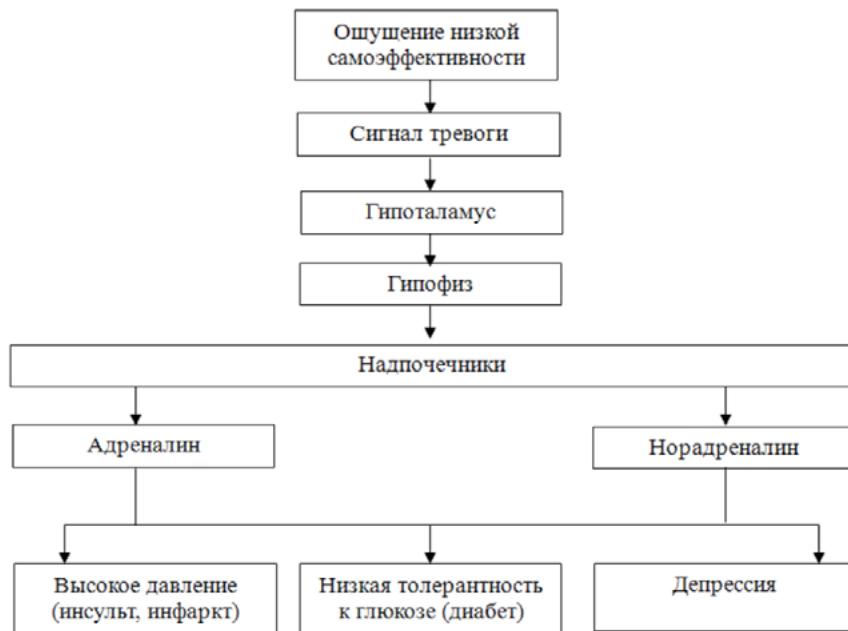 Ощущение низкой
самоэффективности
Сигнал тревоги
Гипоталамус
Гипофиз
Надпочечники
Адреналин
Норадреналин
Высокое давление
(инсульт, инфаркт)
Низкая толерантность
к глюкозе (диабет)
Депрессия